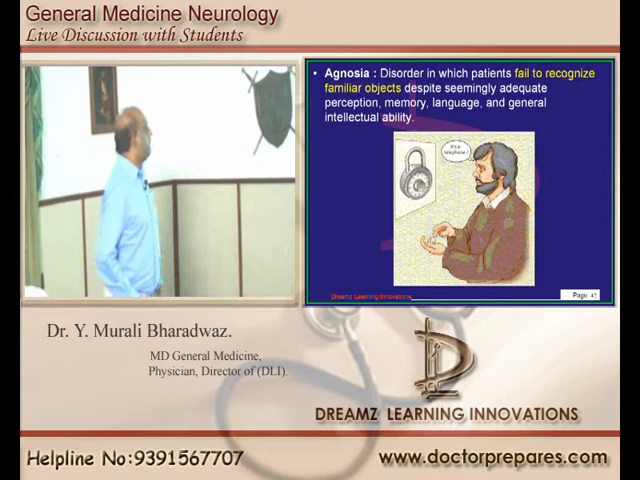 General Medicine Neurology
Live Discussion with Students
• Agnosia : Disorder in which patients fail to recognize
familiar objects despite seemingly adequate
perception, memory, language, and general
intellectual ability.
It's a
telephone !
Dreamz Learning Innovations
Page 42
Dr. Y. Murali Bharadwaz.
MD General Medicine,
Physician, Director of (DLI).
DREAMZ LEARNING INNOVATIONS
Helpline No:9391567707
www.doctorprepares.com